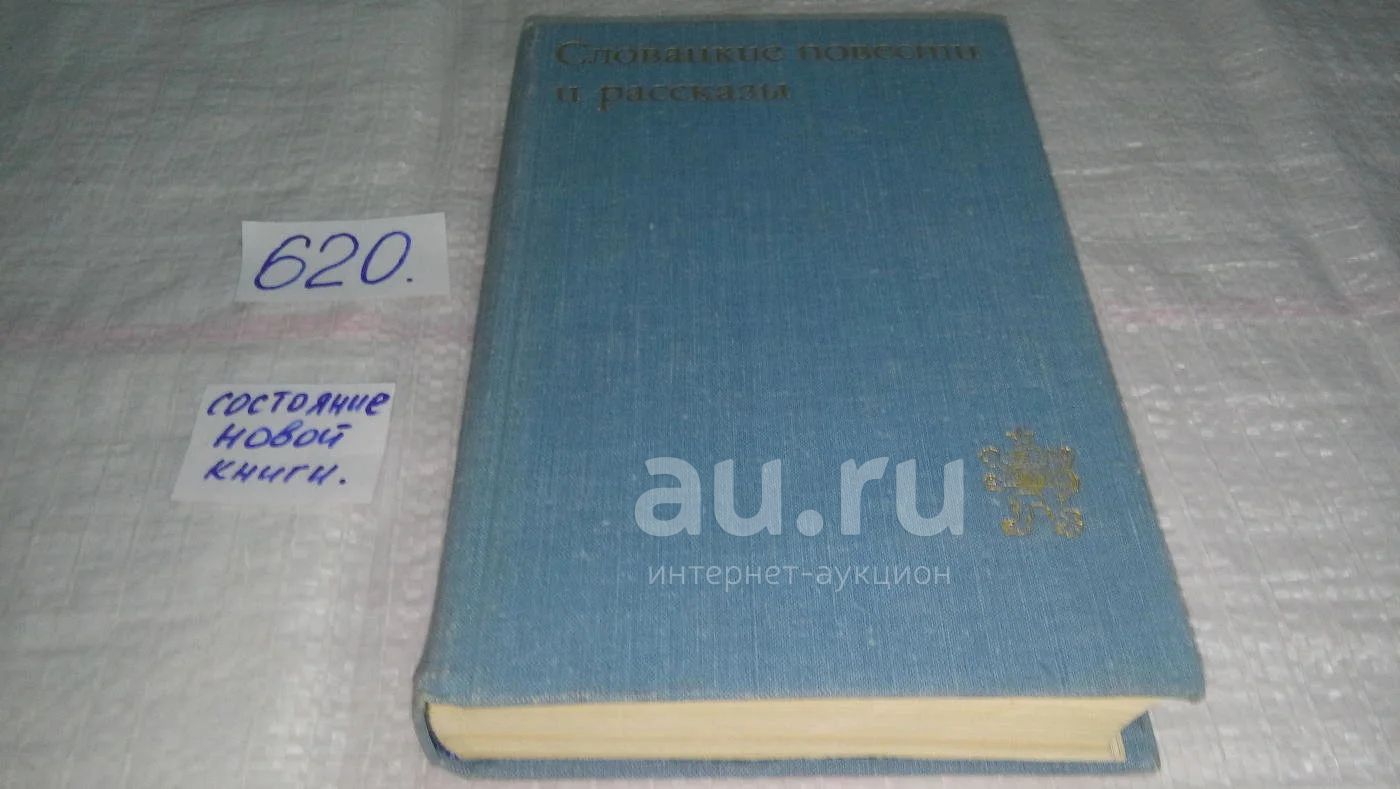 Словацкие повести
и рассказы
620.
состояние
новой
книги.
au.ru
интернет-аукцион